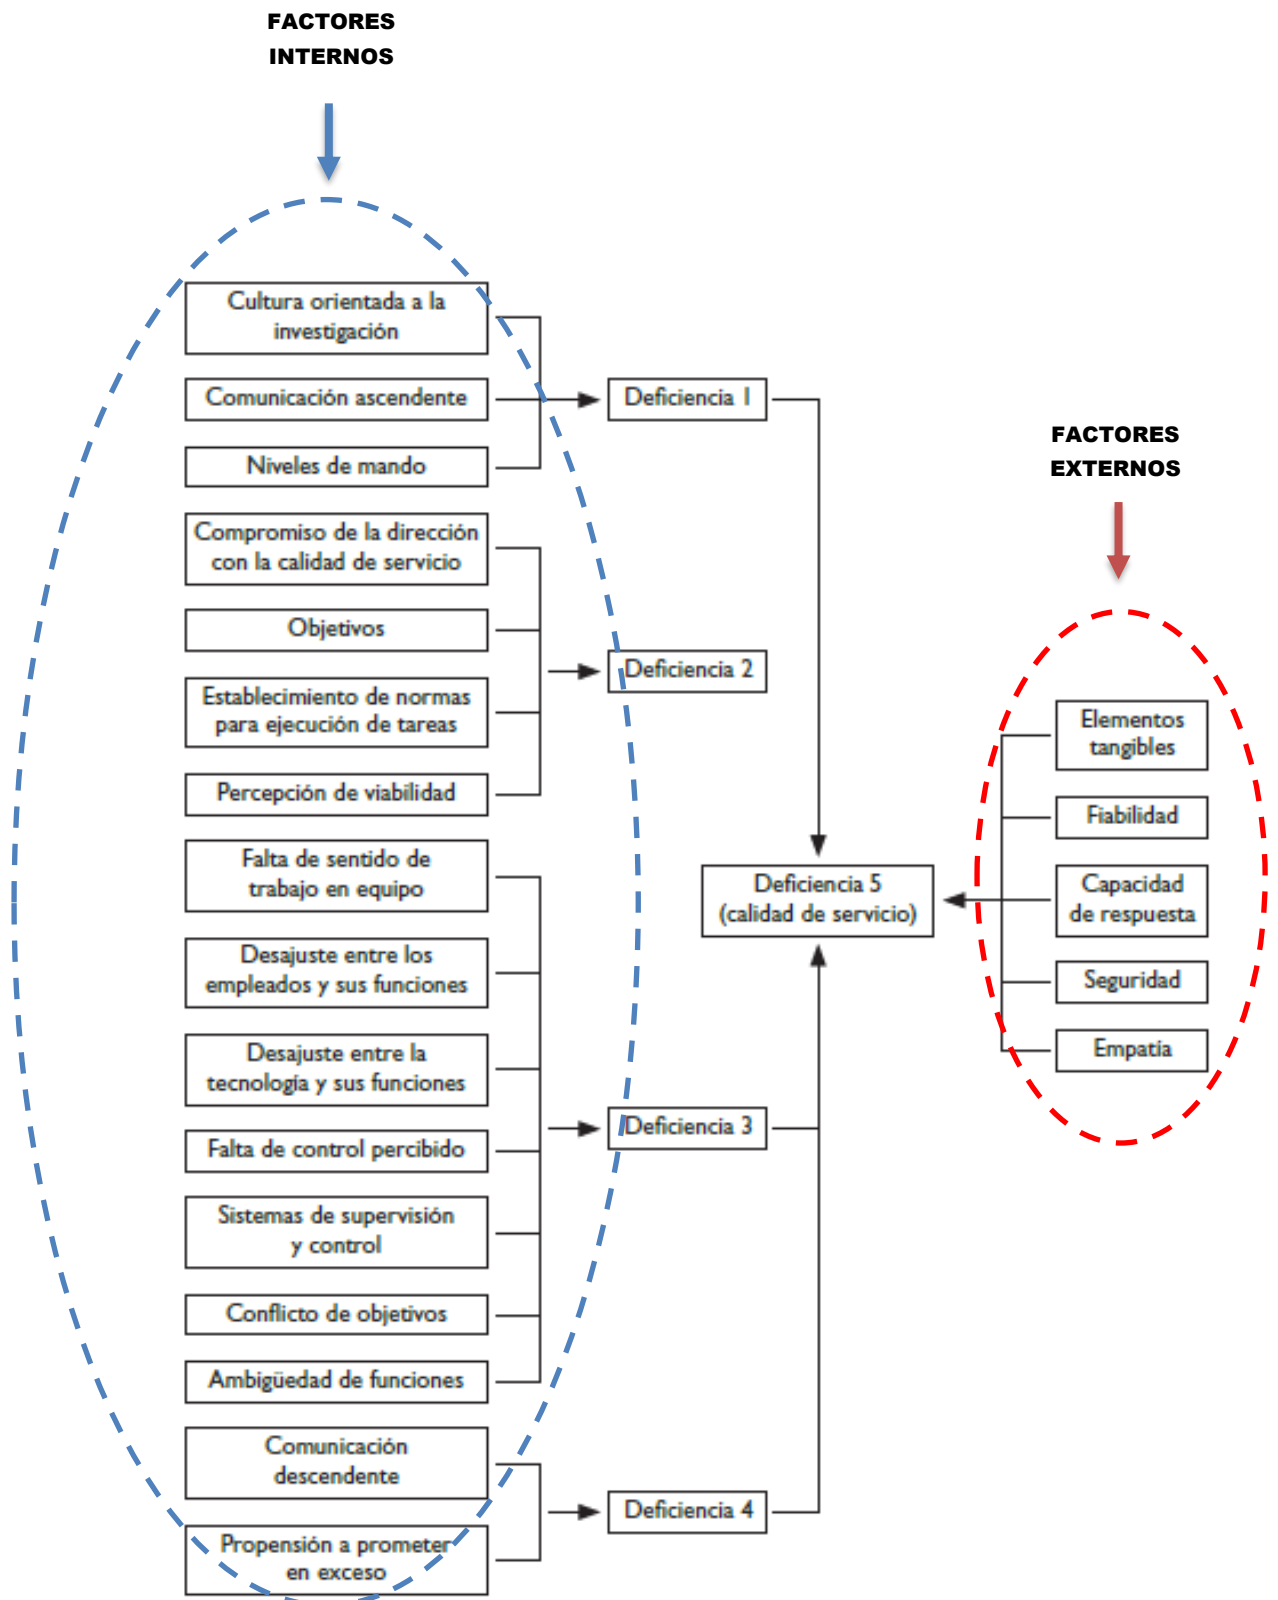 FACTORES
INTERNOS
Cultura orientada a la
investigación
Comunicación ascendente
Niveles de mando
Deficiencia 1
Compromiso de la dirección
con la calidad de servicio
Objetivos
Establecimiento de normas
para ejecución de tareas
Percepción de viabilidad
Deficiencia 2
Falta de sentido de
trabajo en equipo
Desajuste entre los
empleados y sus funciones
Desajuste entre la
tecnología y sus funciones
Falta de control percibido
Sistemas de supervisión
y control
Conflicto de objetivos
Ambigüedad de funciones
Deficiencia 3
Comunicación
descendente
Propensión a prometer
en exceso
Deficiencia 4
Deficiencia 5
(calidad de servicio)
FACTORES
EXTERNOS
Elementos
tangibles
Fiabilidad
Capacidad
de respuesta
Seguridad
Empatía